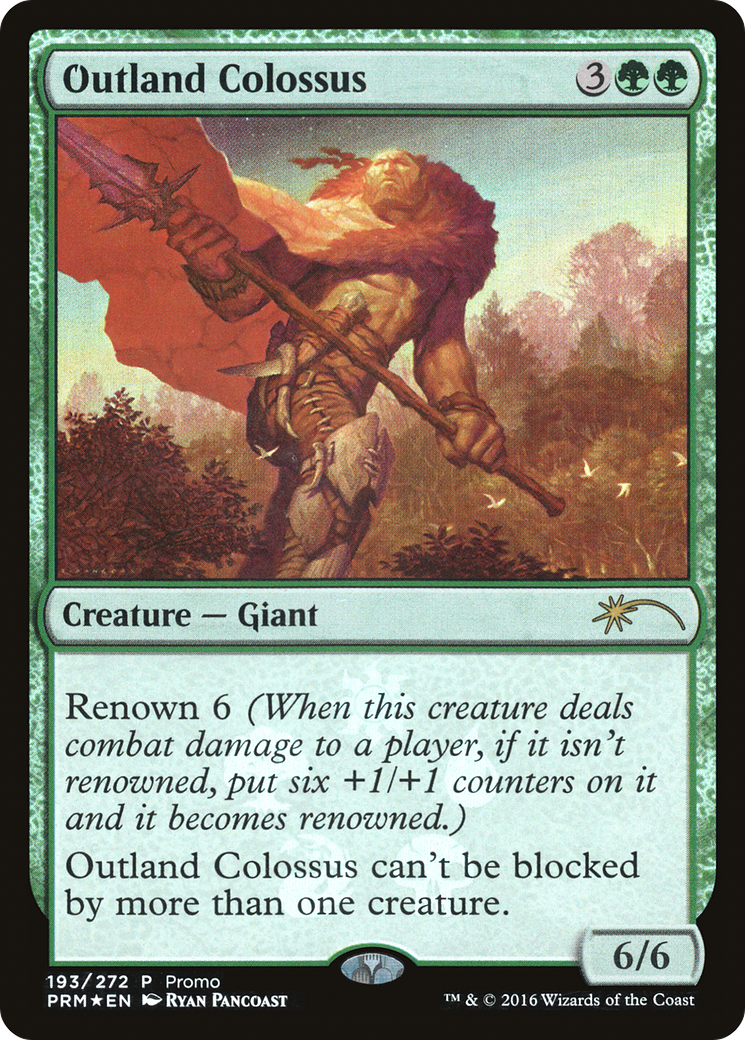 Outland Colossus 3
Creature — Giant
Renown 6 (When this creature deals
combat damage to a player, if it isn't
renowned, put six +1/+1 counters on it
and it becomes renowned.)
Outland Colossus can't be blocked
by more than one creature.
6/6
193/272 P Promo
PRM★EN Ryan Pancoast
™ & © 2016 Wizards of the Coast